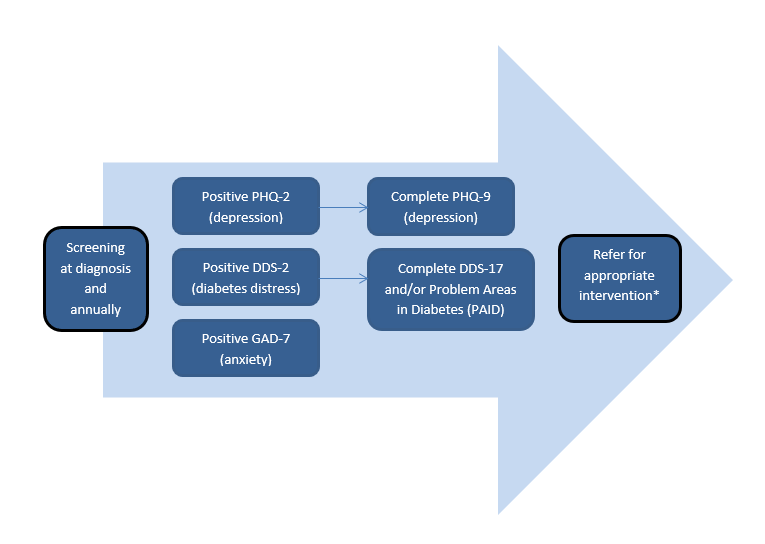 Screening
at diagnosis
and
annually
Positive PHQ-2
(depression)
Complete PHQ-9
(depression)
Positive DDS-2
(diabetes distress)
Complete DDS-17
and/or Problem Areas
in Diabetes (PAID)
Positive GAD-7
(anxiety)
Refer for
appropriate
intervention*